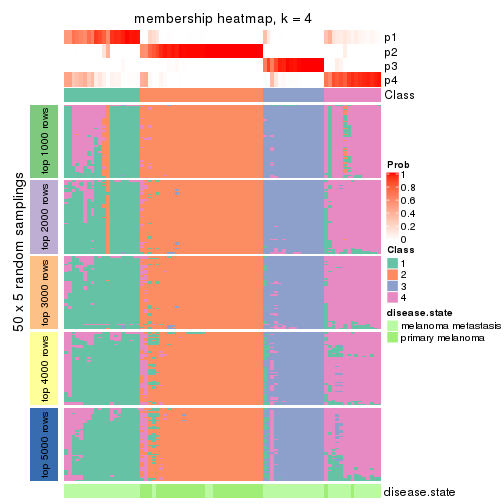 membership heatmap, k = 4
p1
p2
p3
p4
Class
50 x 5 random samplings
top 1000 rows
top 2000 rows
top 3000 rows
top 4000 rows
top 5000 rows
Prob
1
0.8
0.6
0.4
0.2
0
Class
1
2
3
4
disease.state
melanoma metastasis
primary melanoma
disease.state